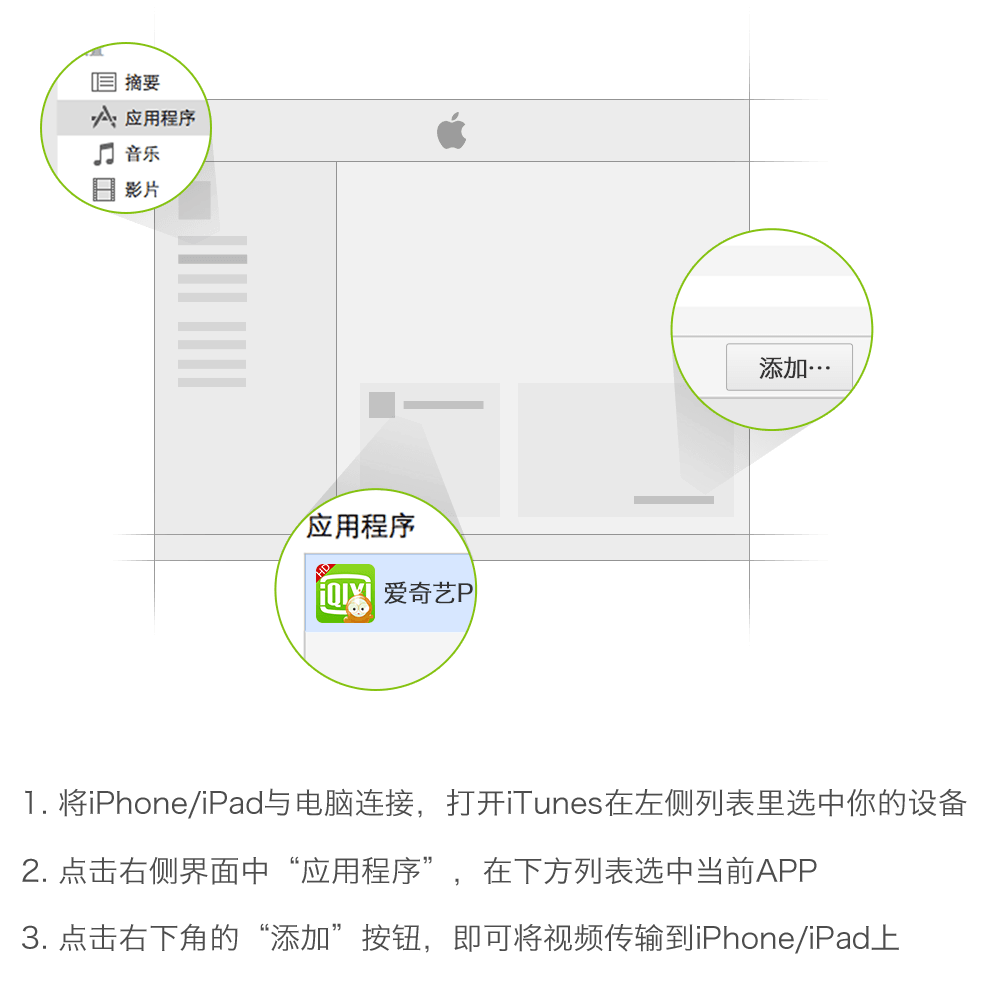 摘要
应用程序
音乐
影片
添加…
应用程序
HD
iQIYI
爱奇艺P
1. 将iPhone/iPad与电脑连接，打开iTunes在左侧列表里选中你的设备
2. 点击右侧界面中“应用程序”，在下方列表选中当前APP
3. 点击右下角的“添加”按钮，即可将视频传输到iPhone/iPad上